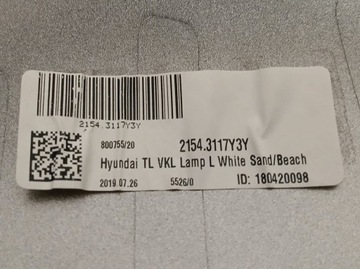 2154.3117Y3Y
800755/20 2154.3117Y3Y
Hyundai TL VKL Lamp L White Sand/Beach
2019.07.26 5526/0 ID: 180420098